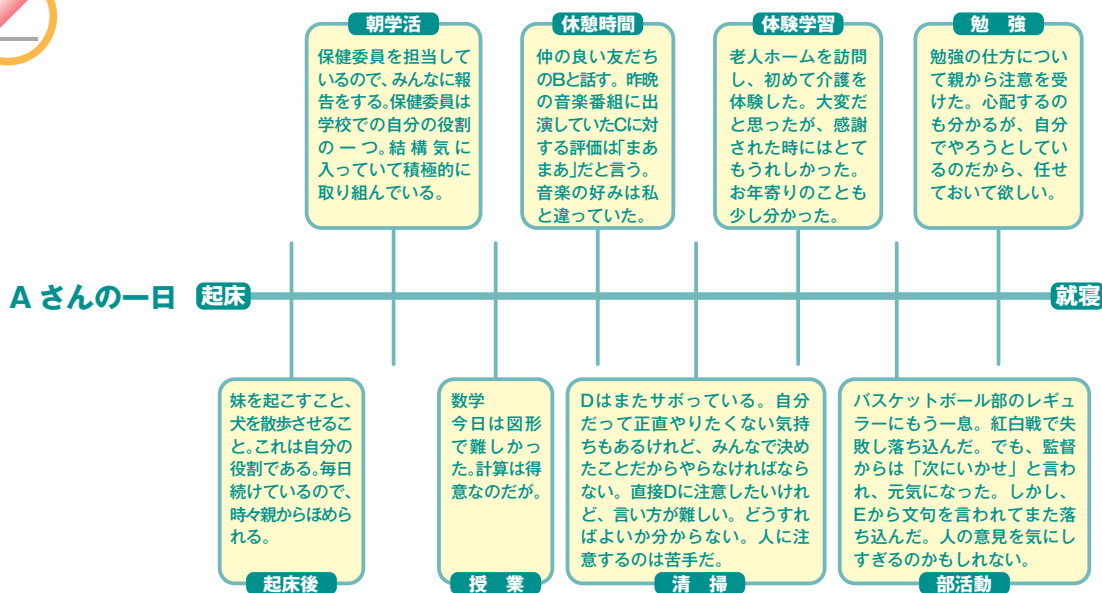 朝学活
保健委員を担当して
いるので、みんなに報
告をする。保健委員は
学校での自分の役割
の一つ。結構気に
入っていて積極的に
取り組んでいる。
休憩時間
仲の良い友だち
のBと話す。昨晩
の音楽番組に出
演していたCに対
する評価は「まあ
まあ」だと言う。
音楽の好みは私
と違っていた。
体験学習
老人ホームを訪問
し、初めて介護を
体験した。大変だ
と思ったが、感謝
された時にはとて
もうれしかった。
お年寄りのことも
少し分かった。
勉 強
勉強の仕方につい
て親から注意を受
けた。心配するの
も分かるが、自分
でやろうとしてい
るのだから、任せ
ておいて欲しい。
Aさんの一日 起床 就寝
妹を起こすこと、
犬を散歩させるこ
と。これは自分の
役割である。毎日
続けているので、
時々親からほめら
れる。
起床後
数学
今日は図形
で難しかっ
た。計算は得
意なのだが。
授 業
Dはまたサボっている。自分
だって正直やりたくない気持
ちもあるけれど、みんなで決め
たことだからやらなければなら
ない。直接Dに注意したいけれ
ど、言い方が難しい。どうすれ
ばよいか分からない。人に注
意するのは苦手だ。
清 掃
バスケットボール部のレギュ
ラーにもう一息。紅白戦で失
敗し落ち込んだ。でも、監督
からは「次にいかせ」と言わ
れ、元気になった。しかし、
Eから文句を言われてまた落
ち込んだ。人の意見を気にし
すぎるのかもしれない。
部活動